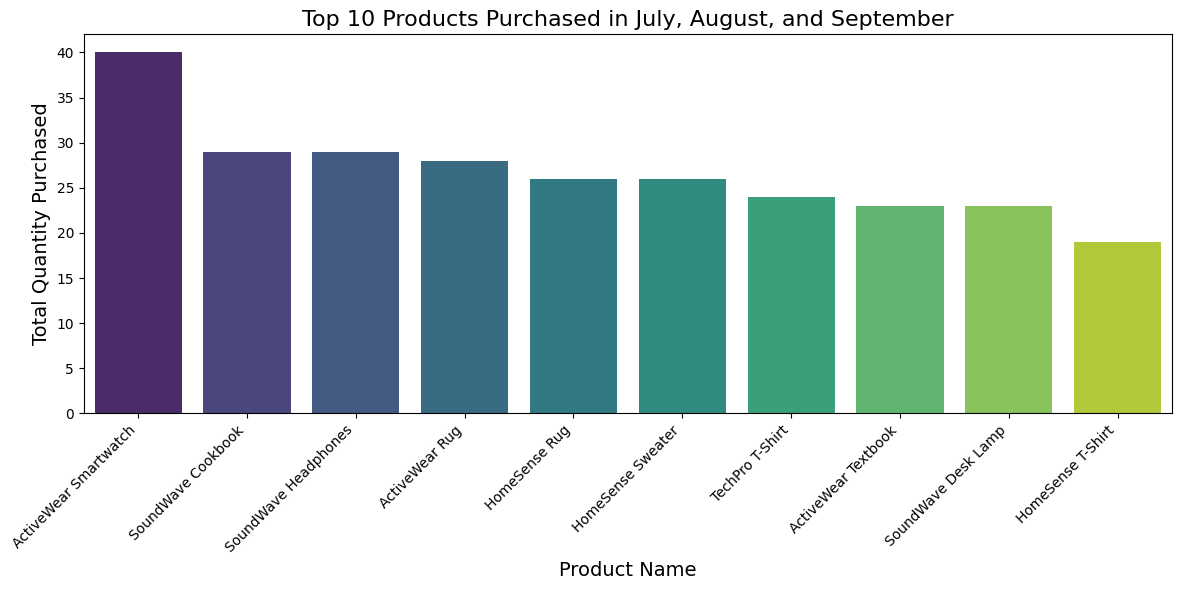 Top 10 Products Purchased in July, August, and September
Total Quantity Purchased
40
35
30
25
20
15
10
5
0
ActiveWear Smartwatch
SoundWave Cookbook
SoundWave Headphones
ActiveWear Rug
HomeSense Rug
HomeSense Sweater
TechPro T-Shirt
ActiveWear Textbook
SoundWave Desk Lamp
HomeSense T-Shirt
Product Name